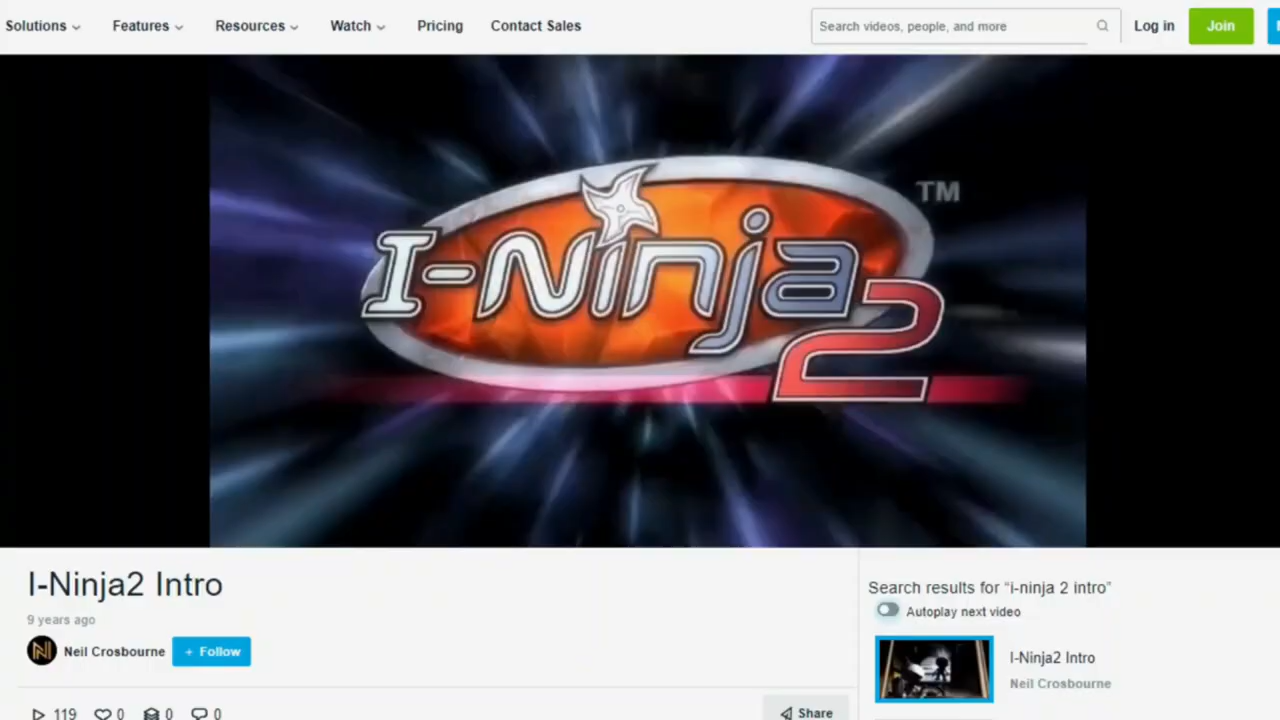 Solutions Features Resources Watch Pricing Contact Sales Search videos, people, and more Log in Join
TM
I-Ninja
2
I-Ninja2 Intro
9 years ago
Neil Crosbourne + Follow
119 0 0 0 Share
Search results for “i-ninja 2 intro”
Autoplay next video
I-Ninja2 Intro
Neil Crosbourne